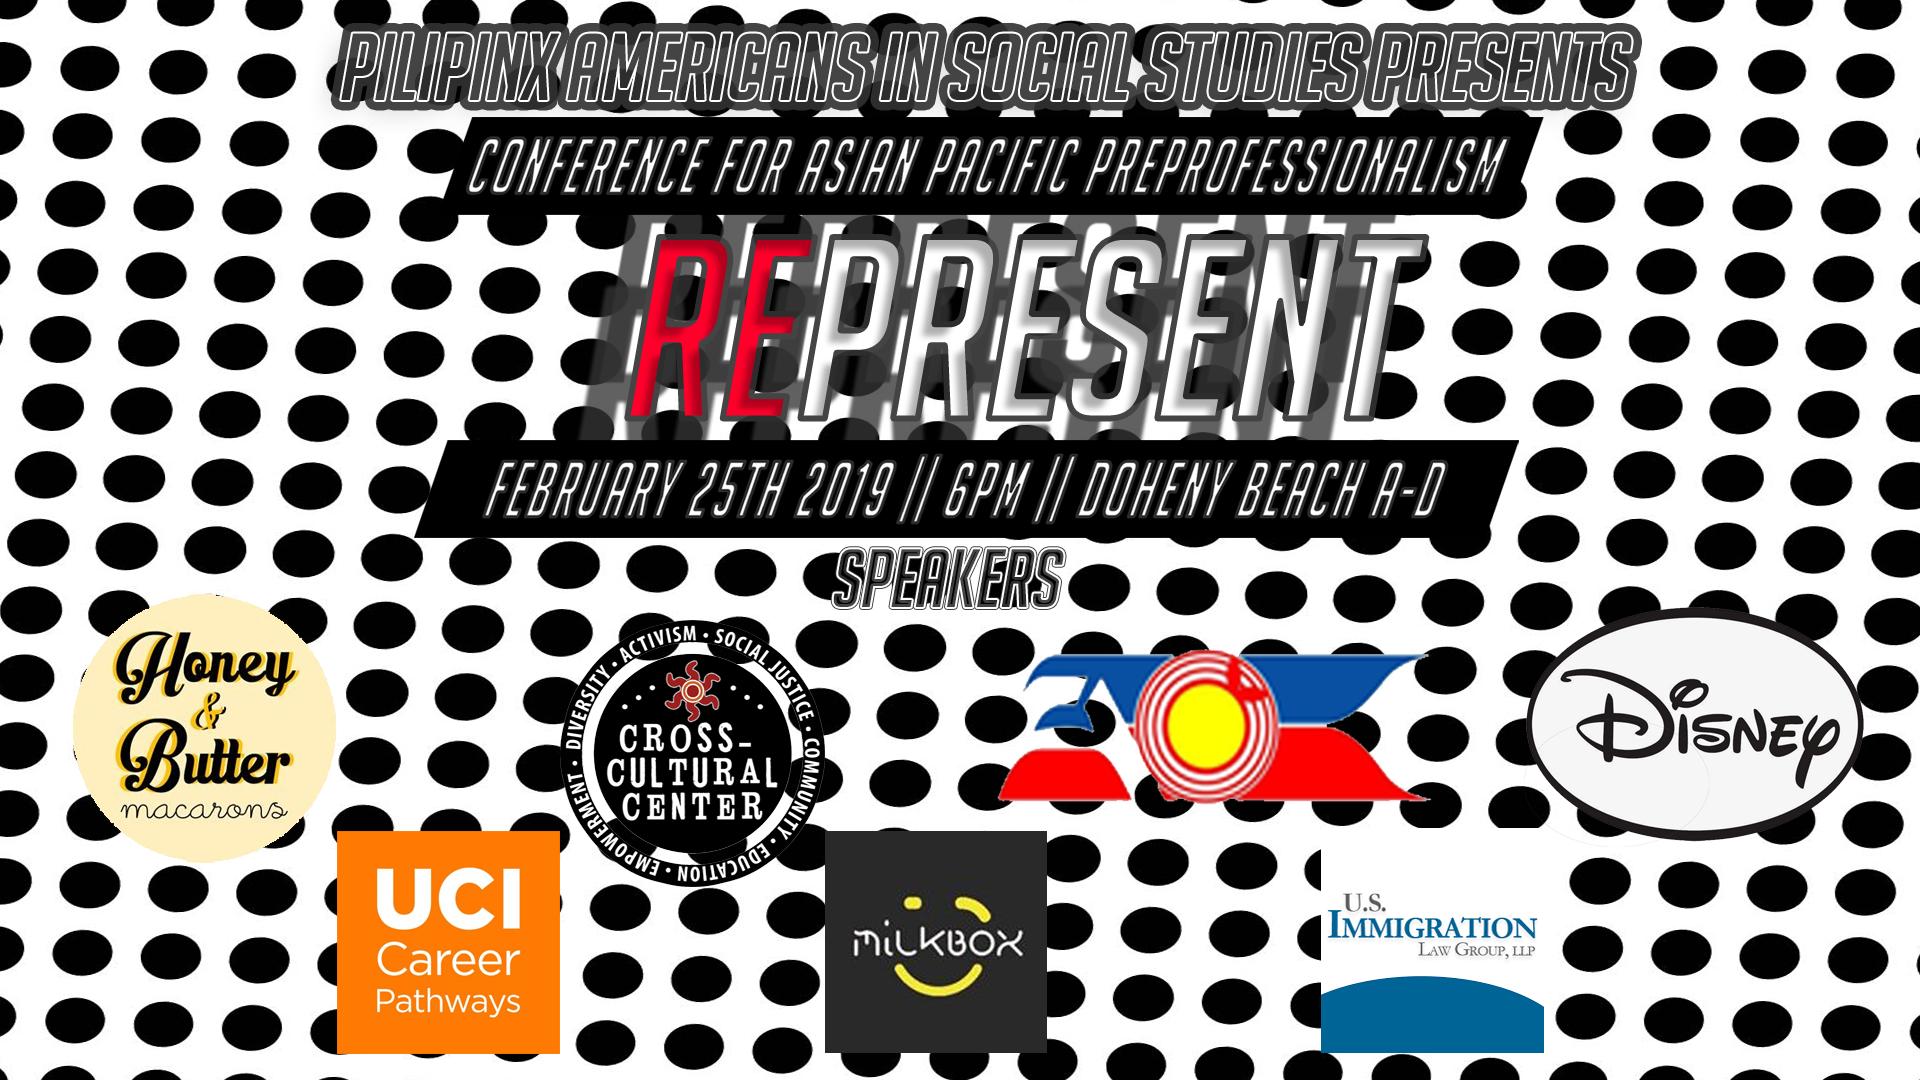 PILIPINX AMERICANS IN SOCIAL STUDIES PRESENTS
CONFERENCE FOR ASIAN PACIFIC PREPROFESSIONALISM
REPRESENT
FEBRUARY 25TH 2019 // 6PM // DOHENY BEACH A-D
SPEAKERS
Honey
&
Butter
macarons
DIVERSITY • ACTIVISM • SOCIAL JUSTICE • COMMUNITY • EDUCATION • EMPOWERMENT •
CROSS-
CULTURAL
CENTER
DISNEY
UCI
Career
Pathways
MiLKBOX
U.S.
IMMIGRATION
LAW GROUP, LLP